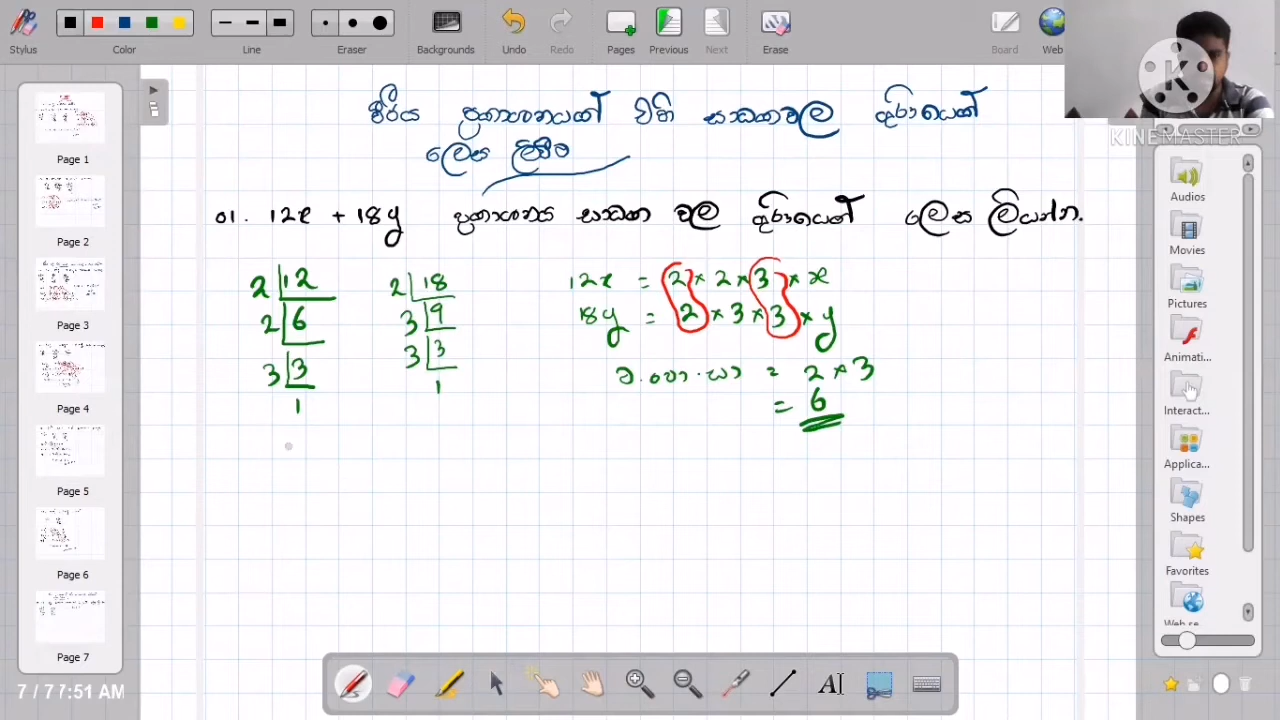 Stylus Color Line Eraser Backgrounds Undo Redo Pages Previous Next Erase Board Web
KINEMASTER
වීජීය ප්‍රකාශනයක් එහි සාධකවල ගුණිතයක්
ලෙස ලිවීම
01. 12x + 18y ප්‍රකාශනය සාධක වල ගුණිතයක් ලෙස ලියන්න.
2 12 2 18 12x = 2 × 2 × 3 × x
2 6 3 9 18y = 2 × 3 × 3 × y
3 3 3 3 = 2 × 3
1 1 = 6
Page 1
Page 2
Page 3
Page 4
Page 5
Page 6
Page 7
7 / 7 7:51 AM
Audios
Movies
Pictures
Animati...
Interact...
Applica...
Shapes
Favorites
Web se...